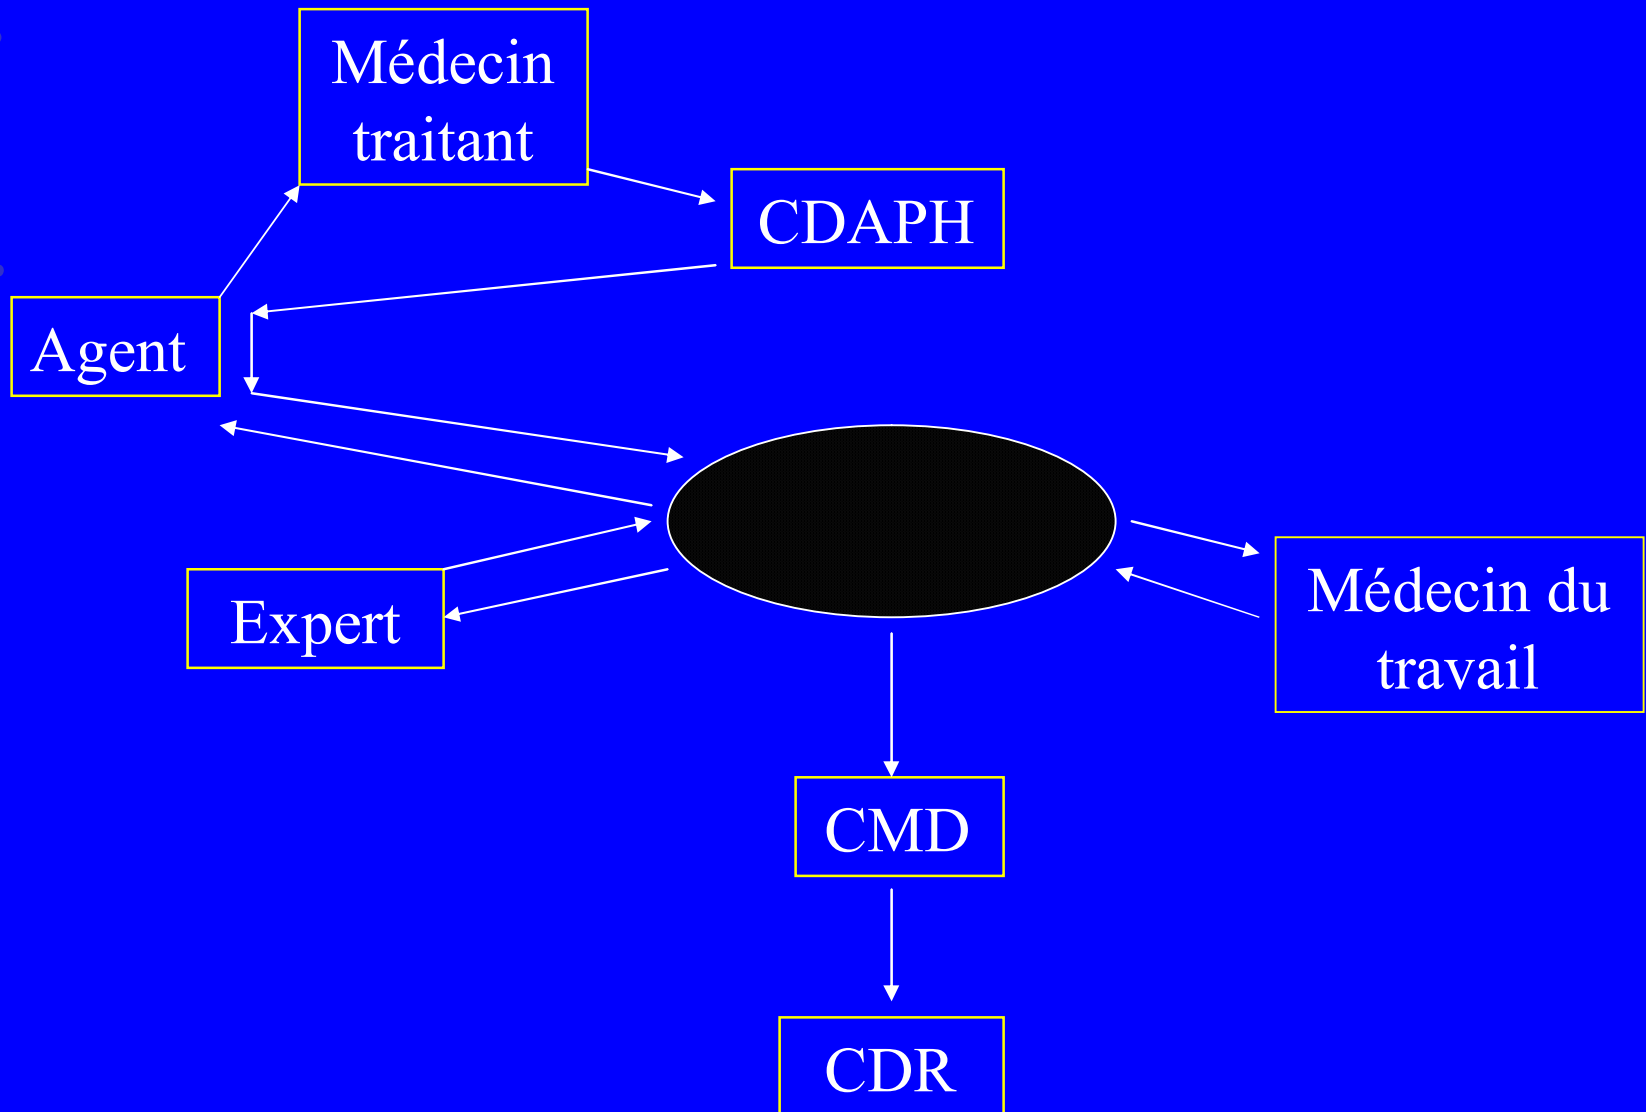 Médecin
traitant
CDAPH
Agent
Expert
Médecin du
travail
CMD
CDR